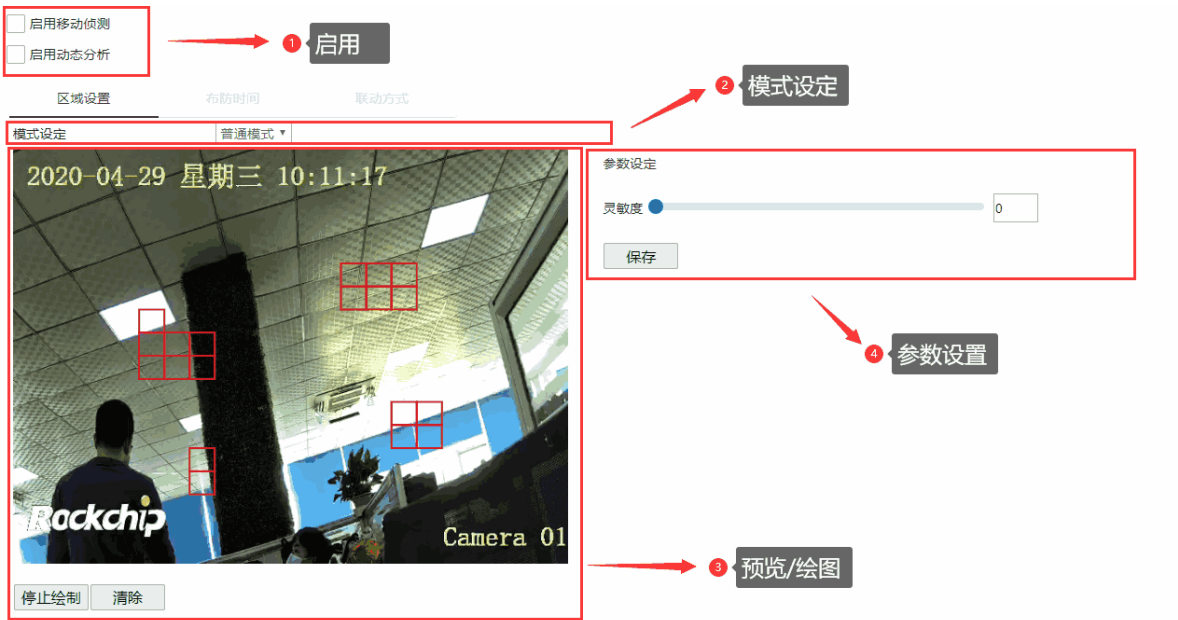 启用移动侦测
启用动态分析
1 启用
区域设置 布防时间 联动方式
2 模式设定
模式设定 普通模式
2020-04-29 星期三 10:11:17
参数设定
灵敏度 0
保存
4 参数设置
Rockchip
Camera 01
3 预览/绘图
停止绘制 清除